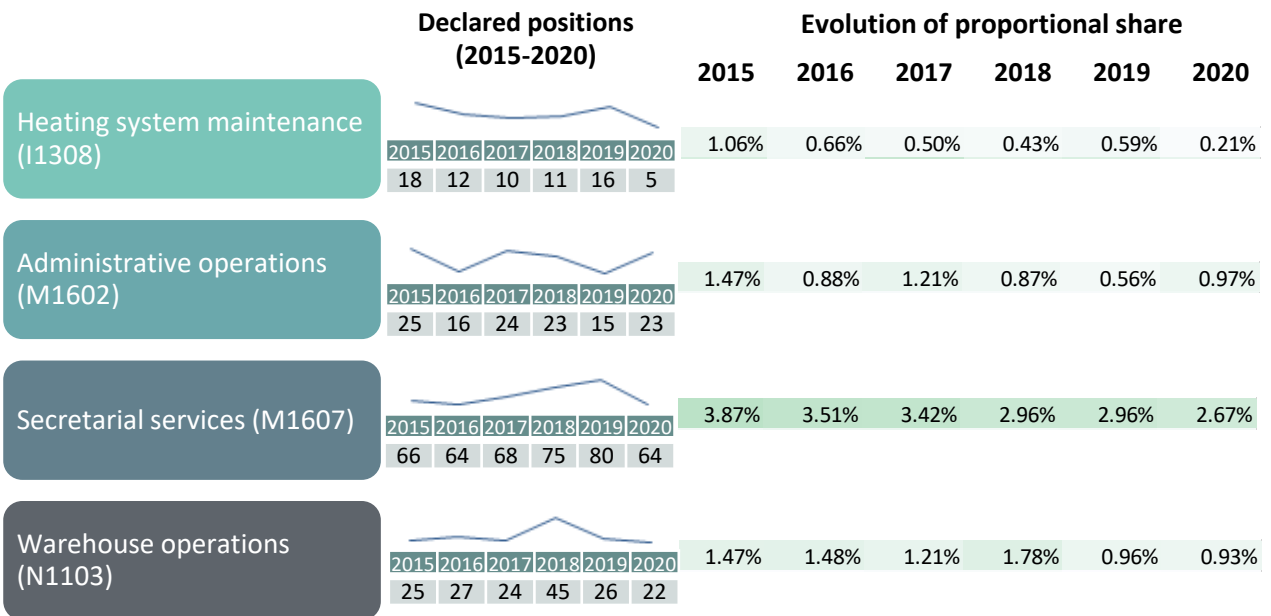 Declared positions
(2015-2020)
Evolution of proportional share
2015 2016 2017 2018 2019 2020
Heating system maintenance
(I1308)
2015 2016 2017 2018 2019 2020
18 12 10 11 16 5
1.06% 0.66% 0.50% 0.43% 0.59% 0.21%
Administrative operations
(M1602)
2015 2016 2017 2018 2019 2020
25 16 24 23 15 23
1.47% 0.88% 1.21% 0.87% 0.56% 0.97%
Secretarial services (M1607)
2015 2016 2017 2018 2019 2020
66 64 68 75 80 64
3.87% 3.51% 3.42% 2.96% 2.96% 2.67%
Warehouse operations
(N1103)
2015 2016 2017 2018 2019 2020
25 27 24 45 26 22
1.47% 1.48% 1.21% 1.78% 0.96% 0.93%